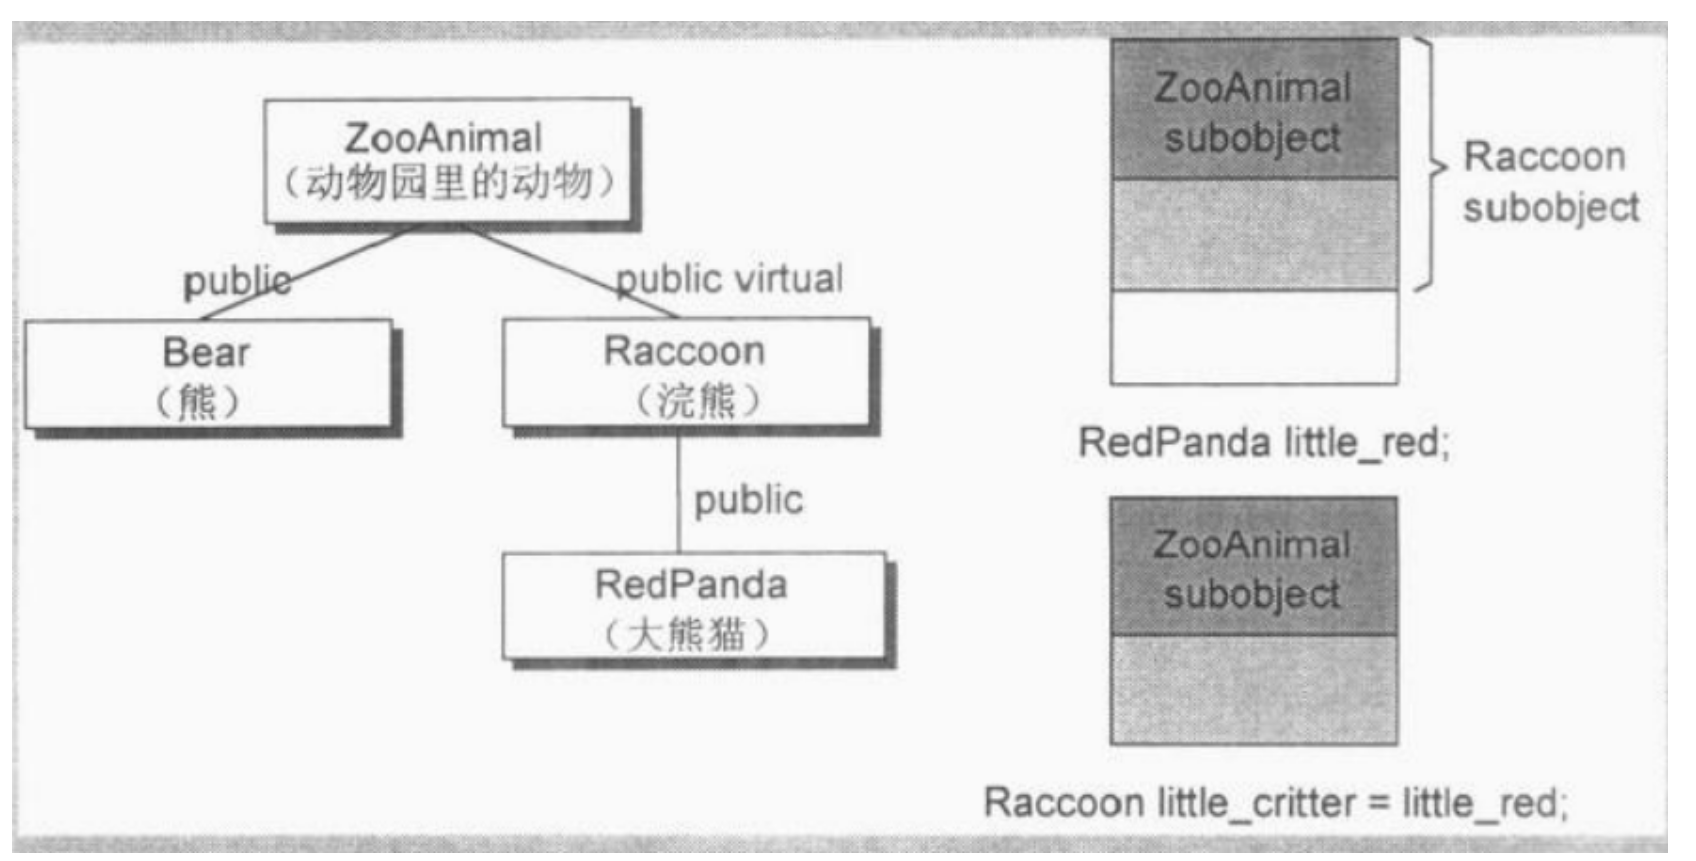 ZooAnimal
（动物园里的动物）
public
public virtual
Bear
（熊）
Raccoon
（浣熊）
public
RedPanda
（大熊猫）
ZooAnimal
subobject
Raccoon
subobject
RedPanda little_red;
ZooAnimal
subobject
Raccoon little_critter = little_red;